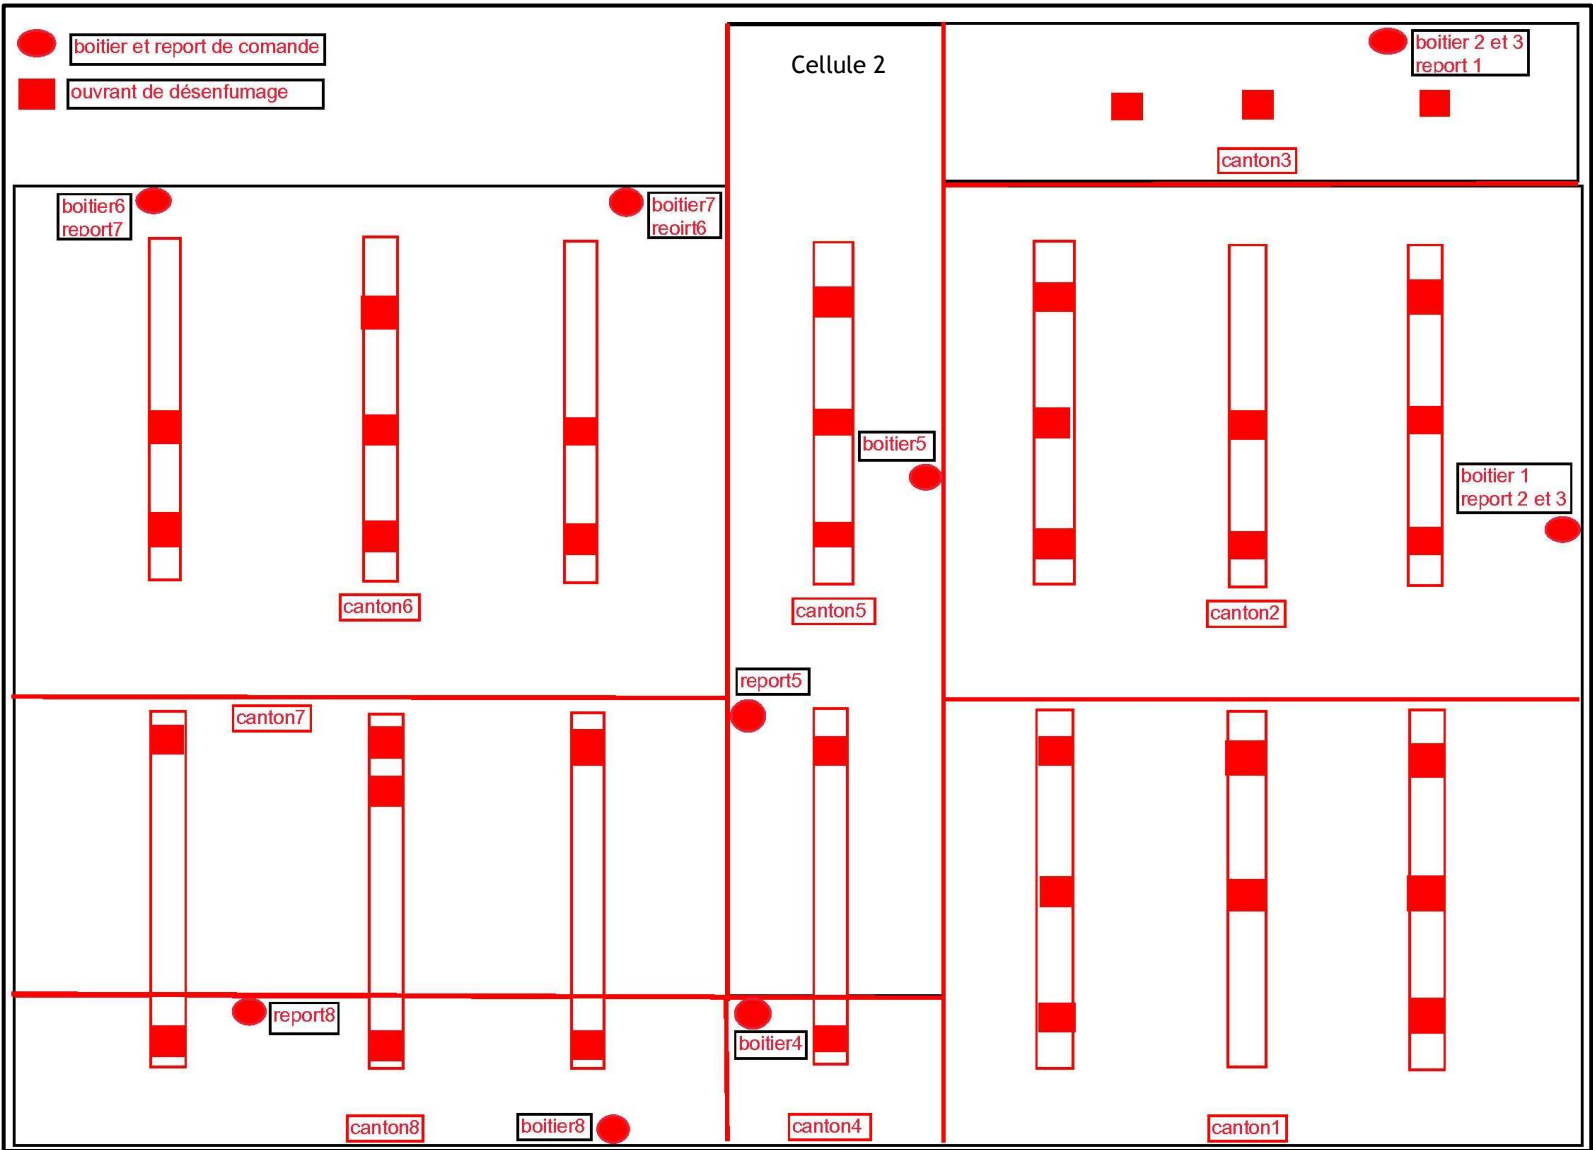 boitier et report de comande
ouvrant de désenfumage
Cellule 2
boitier 2 et 3
report 1
canton3
boitier6
report7
boitier7
reoirt6
boitier5
boitier 1
report 2 et 3
canton6
canton5
canton2
report5
canton7
report8
boitier4
canton8
boitier8
canton4
canton1